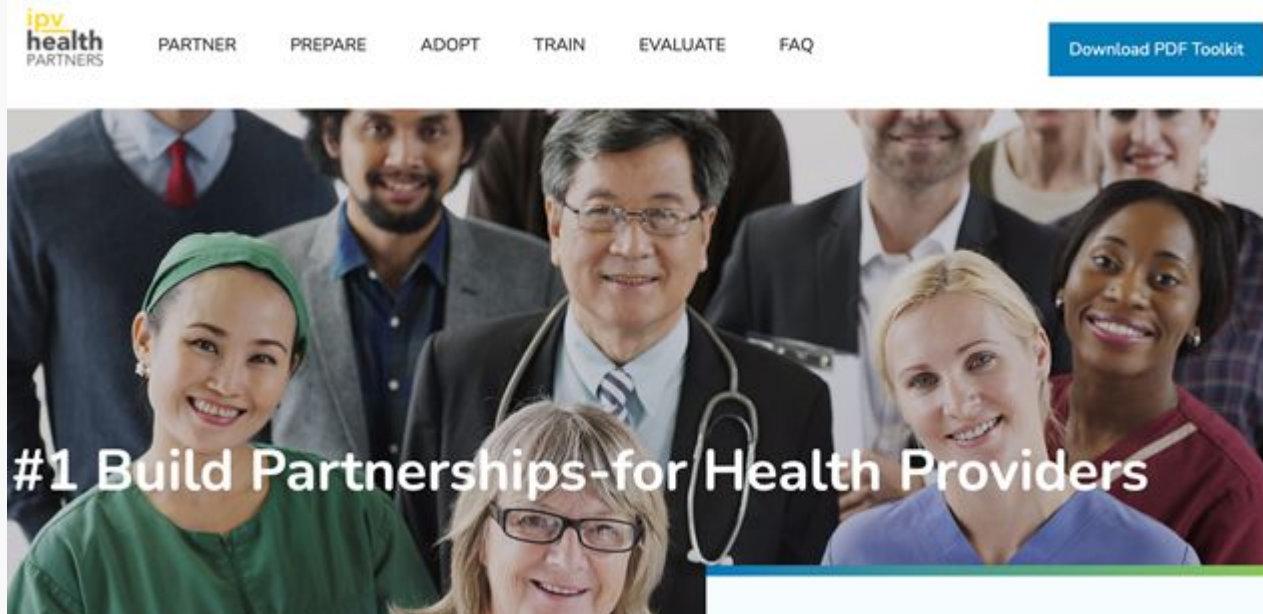 ipv
health
PARTNERS
PARTNER PREPARE ADOPT TRAIN EVALUATE FAQ
Download PDF Toolkit
#1 Build Partnerships-for Health Providers